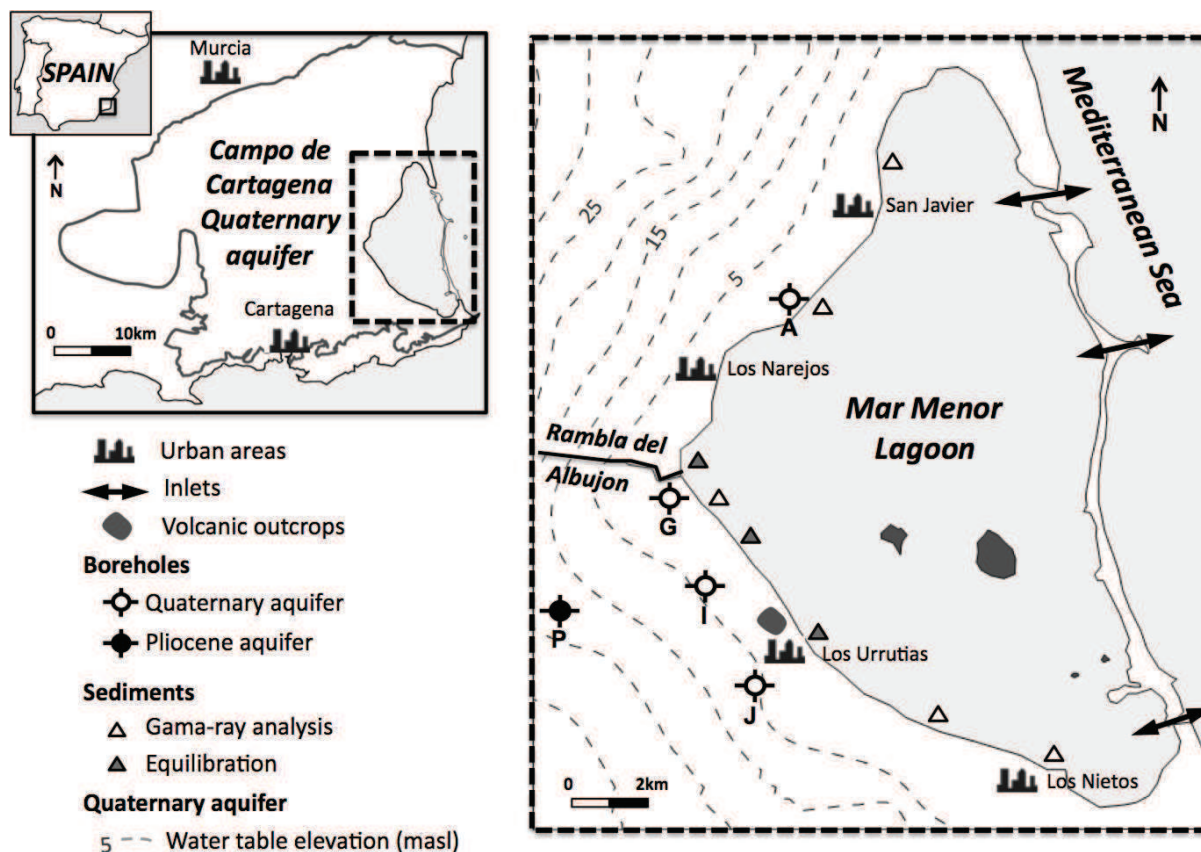 SPAIN
Murcia
N
Campo de
Cartagena
Quaternary
aquifer
Cartagena
0 10km
Urban areas
Inlets
Volcanic outcrops
Boreholes
Quaternary aquifer
Pliocene aquifer
Sediments
Gama-ray analysis
Equilibration
Quaternary aquifer
5 Water table elevation (masl)
Mediterranean Sea
N
25
15
5
San Javier
A
Los Narejos
Mar Menor
Lagoon
Rambla del
Albujon
G
I
P
Los Urrutias
J
0 2km
Los Nietos